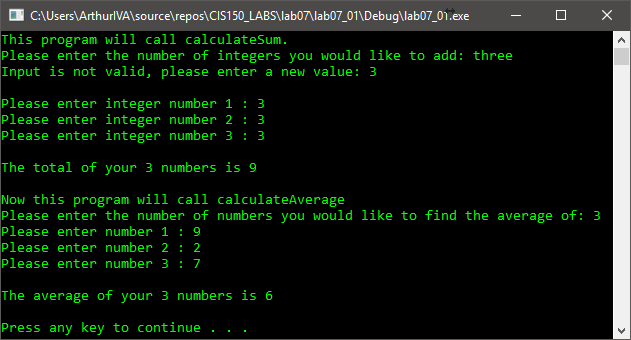 C:\Users\ArthurIVA\source\repos\CIS150_LABS\lab07\lab07_01\Debug\lab07_01.exe
This program will call calculateSum.
Please enter the number of integers you would like to add: three
Input is not valid, please enter a new value: 3
Please enter integer number 1 : 3
Please enter integer number 2 : 3
Please enter integer number 3 : 3
The total of your 3 numbers is 9
Now this program will call calculateAverage
Please enter the number of numbers you would like to find the average of: 3
Please enter number 1 : 9
Please enter number 2 : 2
Please enter number 3 : 7
The average of your 3 numbers is 6
Press any key to continue . . .